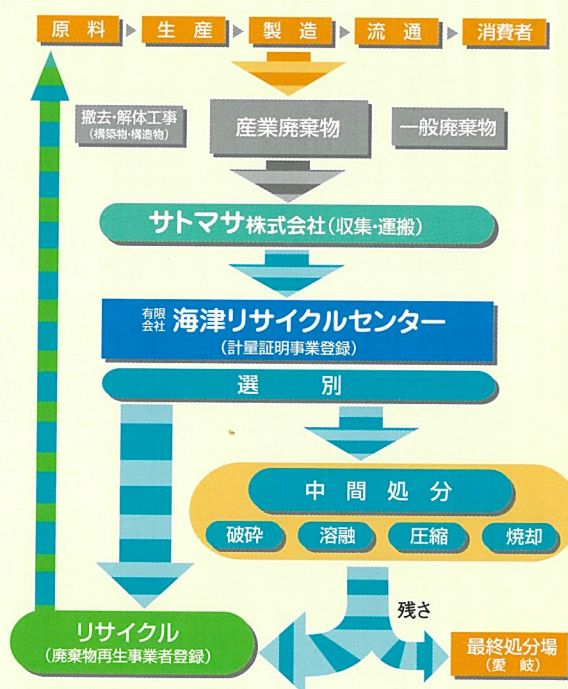 原料 生産 製造 流通 消費者
撤去・解体工事
(構築物・構造物)
産業廃棄物
一般廃棄物
サトマサ株式会社(収集・運搬)
有限会社 海津リサイクルセンター
(計量証明事業登録)
選別
中間処分
破砕 溶融 圧縮 焼却
残さ
リサイクル
(廃棄物再生事業者登録)
最終処分場
(愛岐)